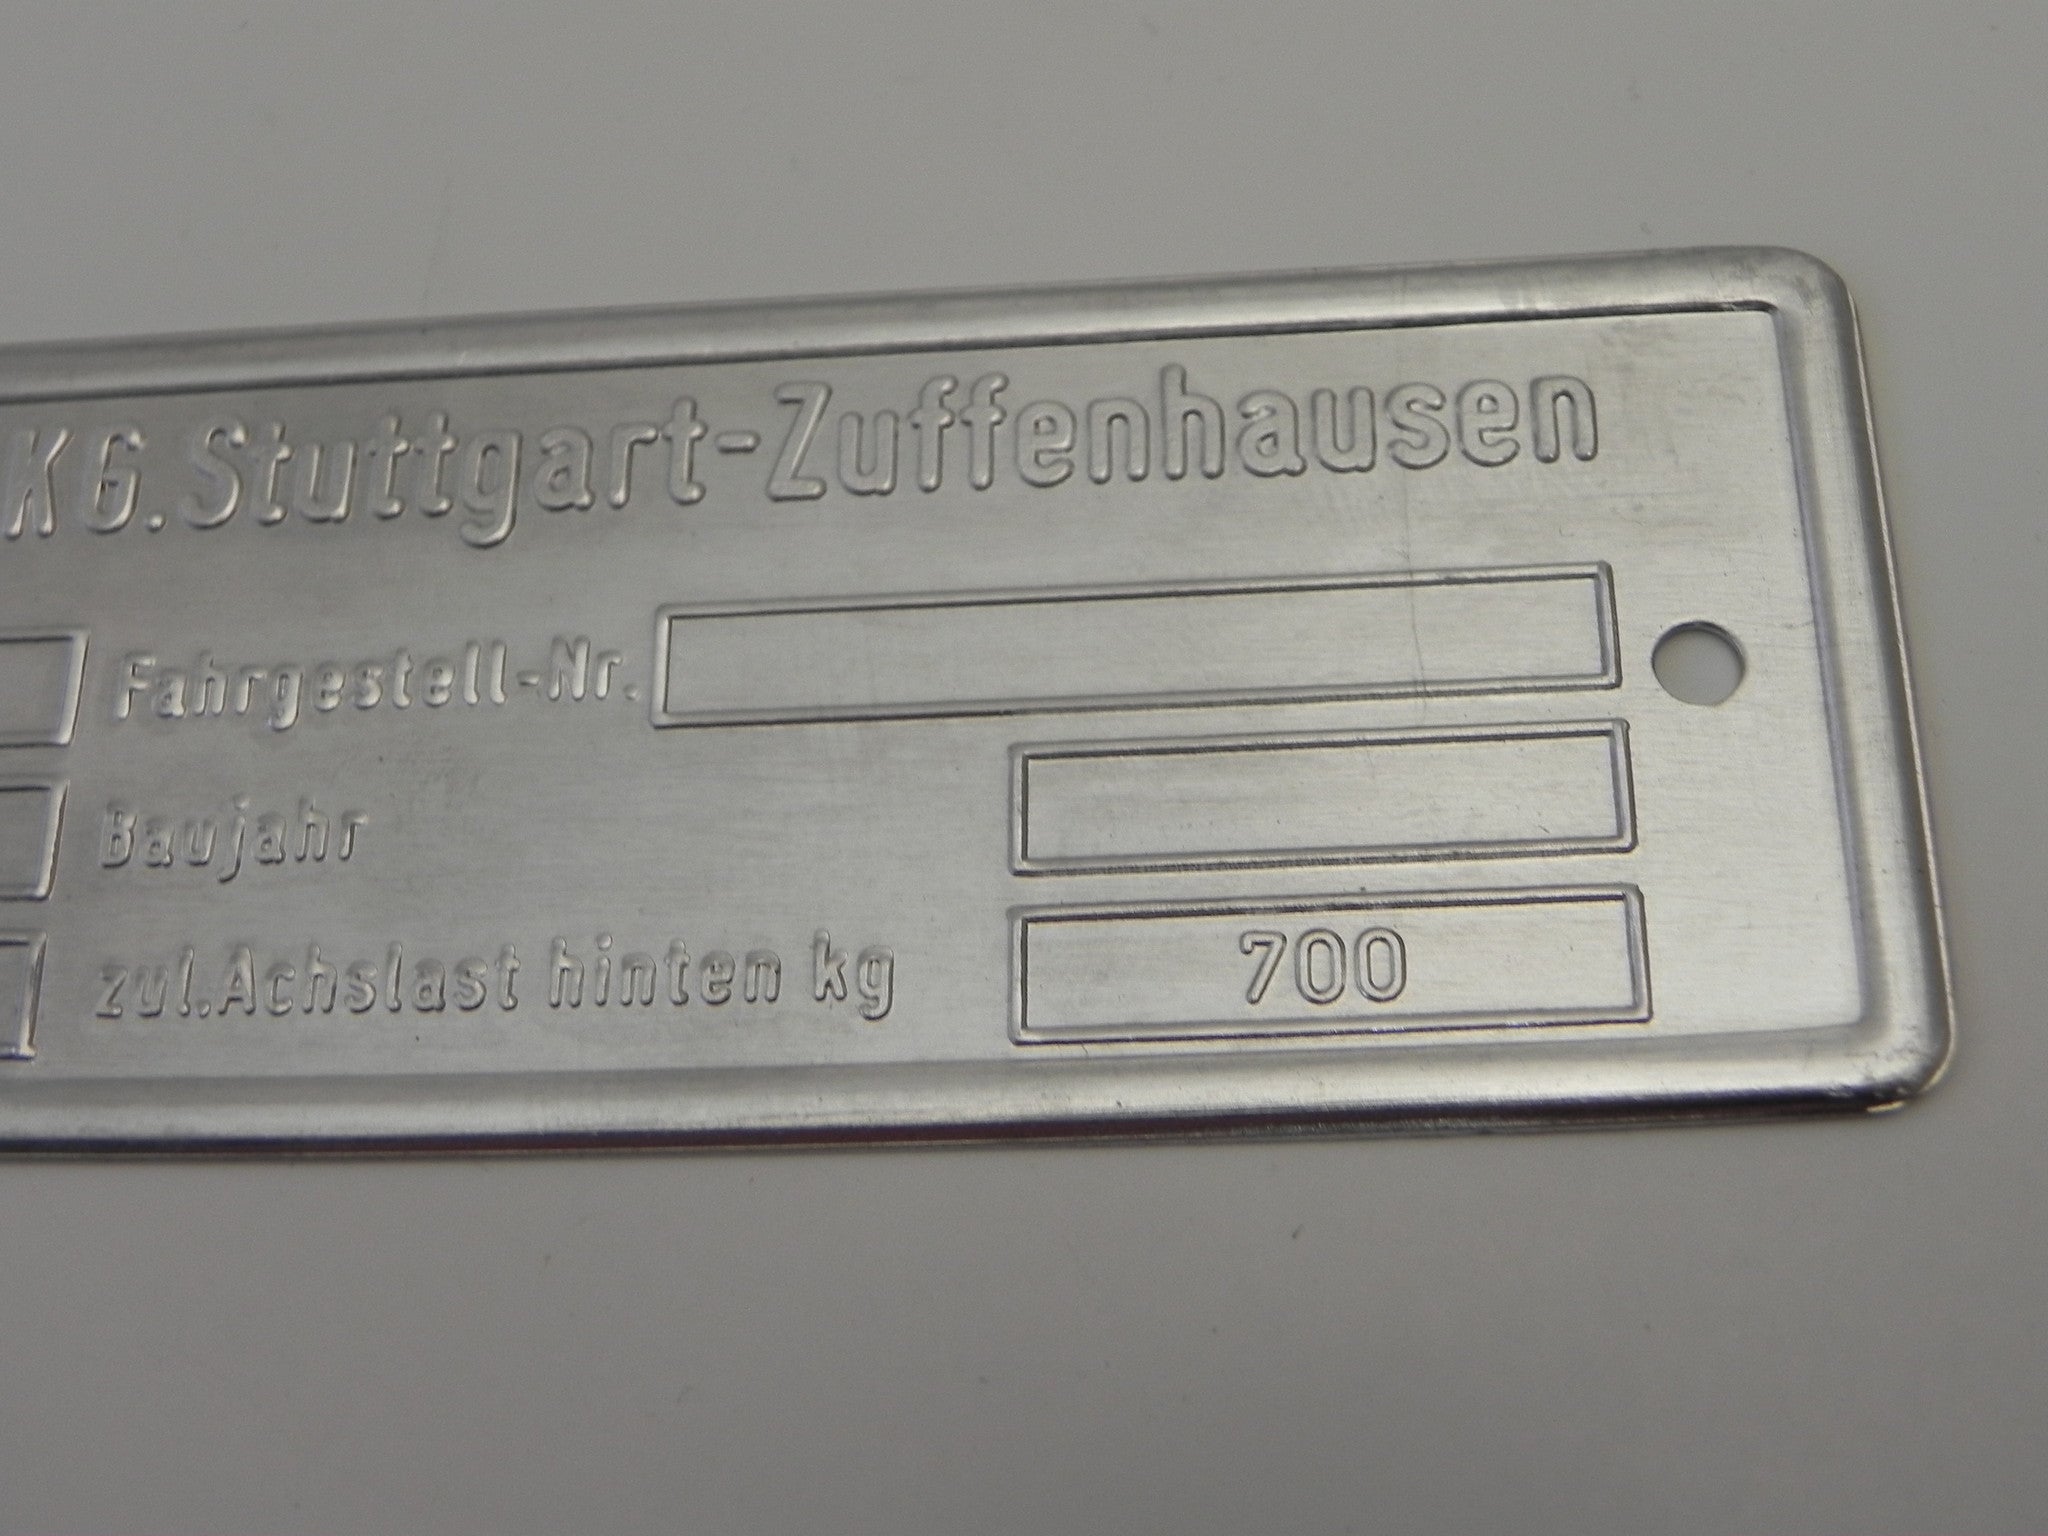 KG. Stuttgart-Zuffenhausen
Fahrgestell-Nr.
Baujahr
zul. Achslast hinten kg 700